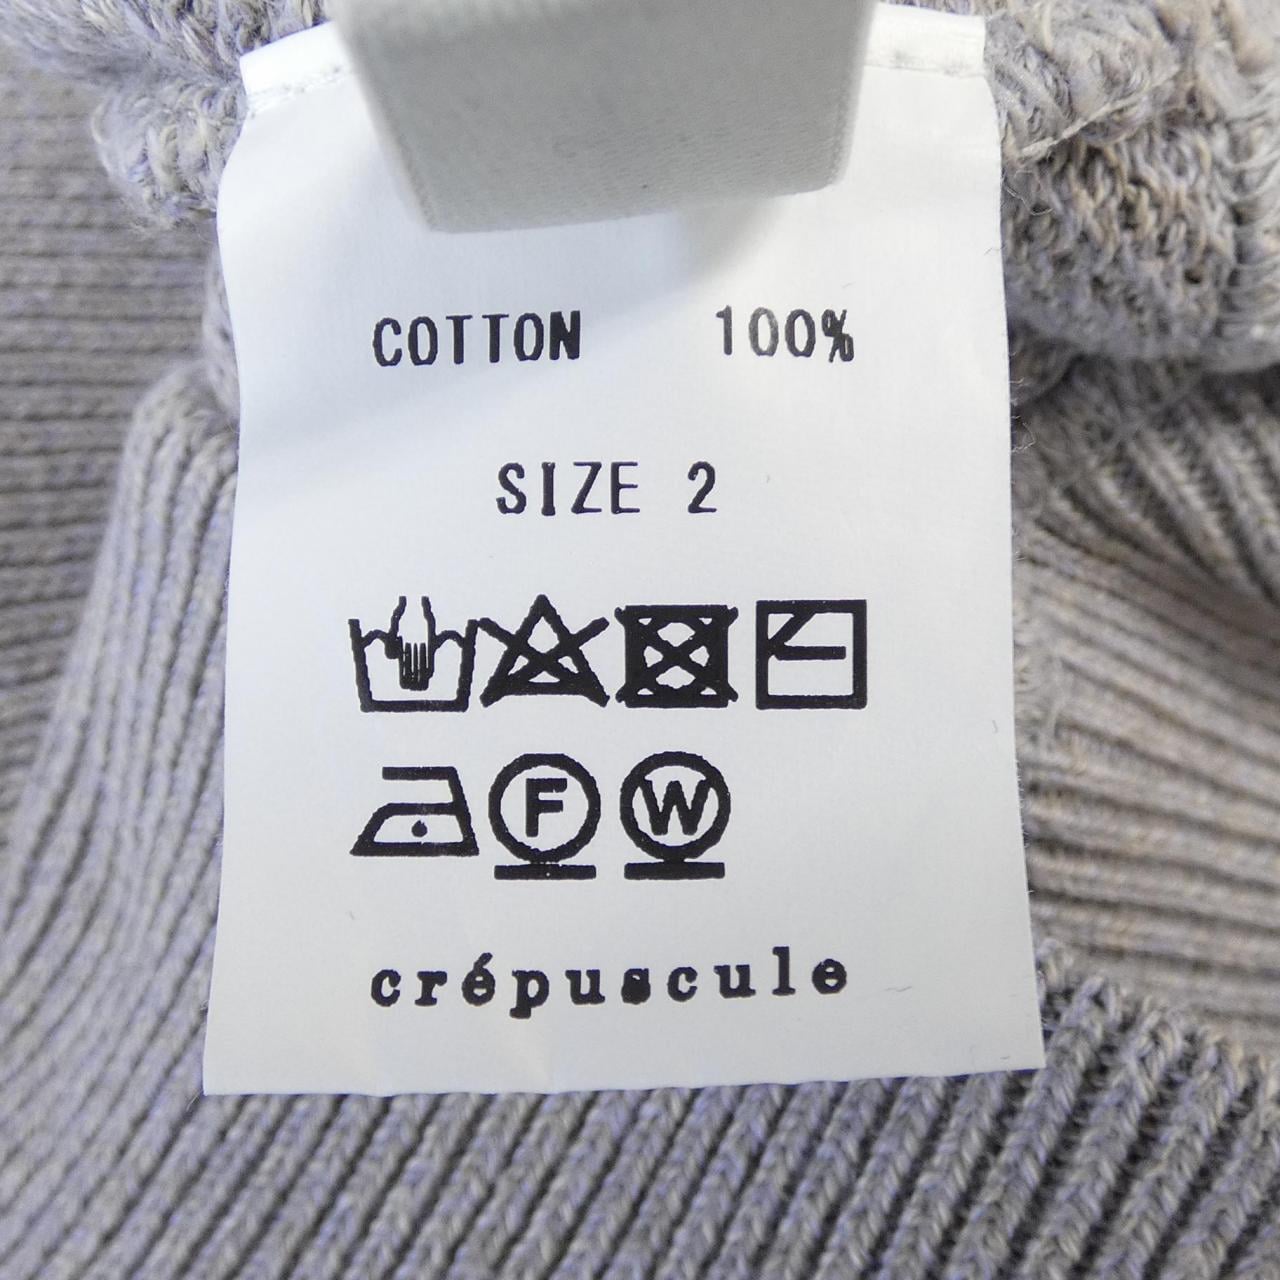 COTTON 100%
SIZE 2
F W
crépuscule